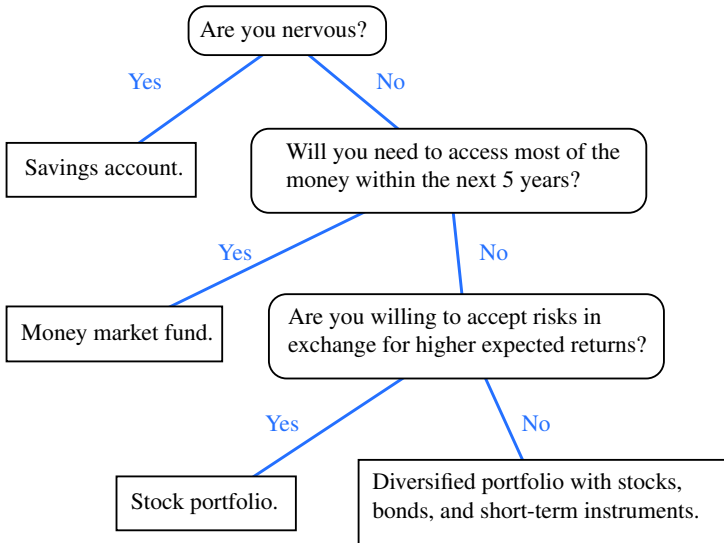 Are you nervous?
Yes
No
Savings account.
Will you need to access most of the
money within the next 5 years?
Yes
No
Money market fund.
Are you willing to accept risks in
exchange for higher expected returns?
Yes
No
Stock portfolio.
Diversified portfolio with stocks,
bonds, and short-term instruments.